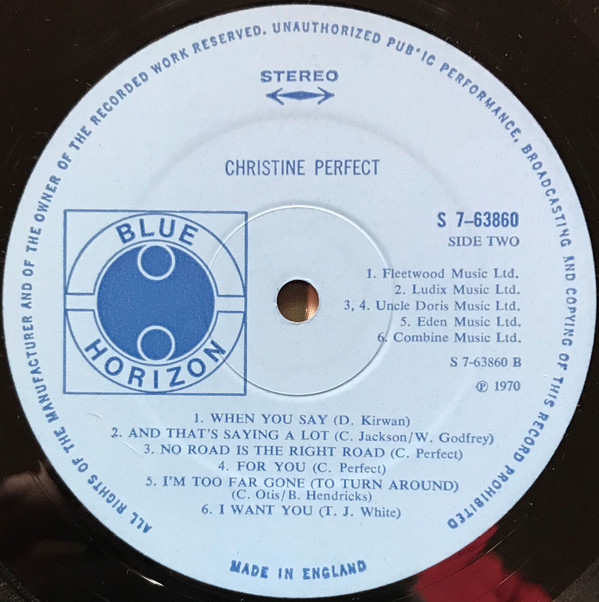 ALL RIGHTS OF THE MANUFACTURER AND OF THE OWNER OF THE RECORDED WORK RESERVED. UNAUTHORIZED PUBLIC PERFORMANCE, BROADCASTING AND COPYING OF THIS RECORD PROHIBITED
STEREO
CHRISTINE PERFECT
BLUE
HORIZON
S 7-63860
SIDE TWO
1. Fleetwood Music Ltd.
2. Ludix Music Ltd.
3, 4. Uncle Doris Music Ltd.
5. Eden Music Ltd.
6. Combine Music Ltd.
S 7-63860 B
℗ 1970
1. WHEN YOU SAY (D. Kirwan)
2. AND THAT'S SAYING A LOT (C. Jackson/W. Godfrey)
3. NO ROAD IS THE RIGHT ROAD (C. Perfect)
4. FOR YOU (C. Perfect)
5. I'M TOO FAR GONE (TO TURN AROUND)
(C. Otis/B. Hendricks)
6. I WANT YOU (T. J. White)
MADE IN ENGLAND